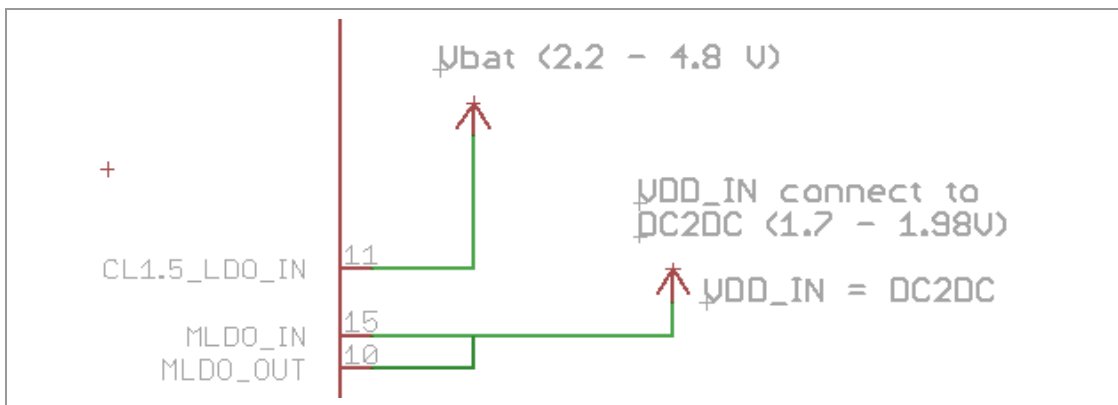 Vbat (2.2 - 4.8 V)
VDD_IN connect to
DC2DC (1.7 - 1.98V)
11
CL1.5_LDO_IN
VDD_IN = DC2DC
15
MLDO_IN
10
MLDO_OUT